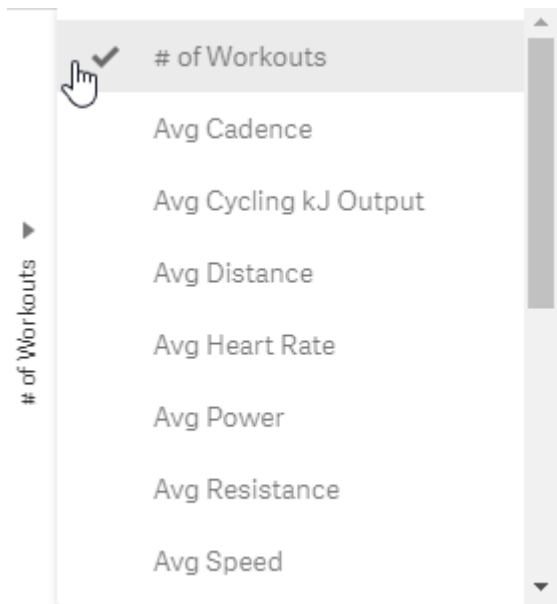 # of Workouts
# of Workouts
Avg Cadence
Avg Cycling kJ Output
Avg Distance
Avg Heart Rate
Avg Power
Avg Resistance
Avg Speed